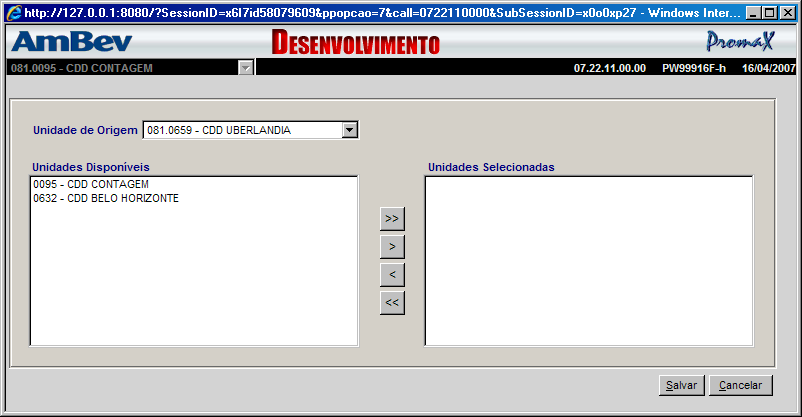 http://127.0.0.1:8080/?SessionID=x6I7id58079609&ppopcao=7&call=0722110000&SubSessionID=x0o0xp27 - Windows Inter...
AmBev DESENVOLVIMENTO PromaX
081.0095 - CDD CONTAGEM 07.22.11.00.00 PW99916F-h 16/04/2007
Unidade de Origem 081.0659 - CDD UBERLANDIA
Unidades Disponíveis Unidades Selecionadas
0095 - CDD CONTAGEM
0632 - CDD BELO HORIZONTE
>>
>
<
<<
Salvar Cancelar